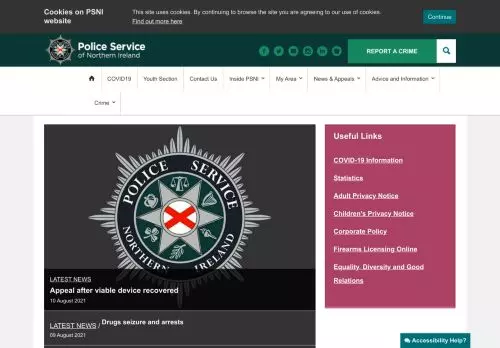 Cookies on PSNI
website
This site uses cookies. By continuing to browse the site you are agreeing to our use of cookies.
Find out more here
Continue
Police Service
of Northern Ireland
REPORT A CRIME
COVID19
Youth Section
Contact Us
Inside PSNI
My Area
News & Appeals
Advice and Information
Crime
POLICE SERVICE
NORTHERN IRELAND
LATEST NEWS
Appeal after viable device recovered
10 August 2021
LATEST NEWS / Drugs seizure and arrests
09 August 2021
Useful Links
COVID-19 Information
Statistics
Adult Privacy Notice
Children's Privacy Notice
Corporate Policy
Firearms Licensing Online
Equality, Diversity and Good
Relations
Accessibility Help?